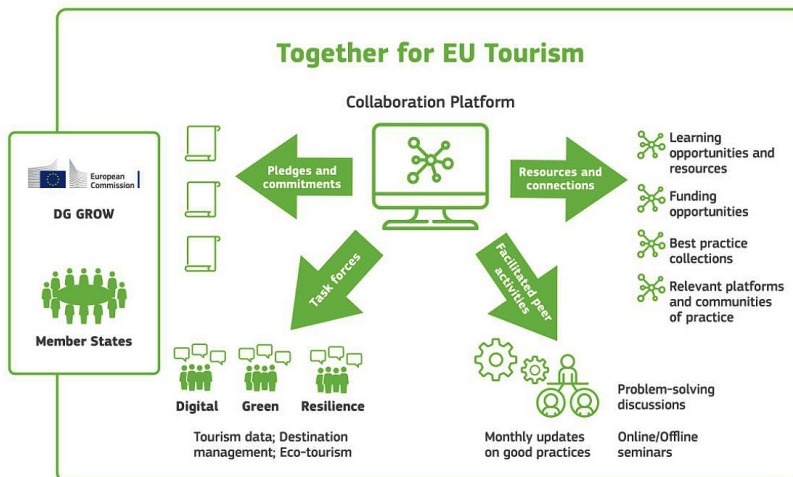 Together for EU Tourism
Collaboration Platform
European
Commission
DG GROW
Member States
Pledges and
commitments
Resources and
connections
Task forces
Facilitated peer
activities
Learning
opportunities and
resources
Funding
opportunities
Best practice
collections
Relevant platforms
and communities
of practice
Digital
Green
Resilience
Tourism data; Destination
management; Eco-tourism
Problem-solving
discussions
Monthly updates
on good practices
Online/Offline
seminars